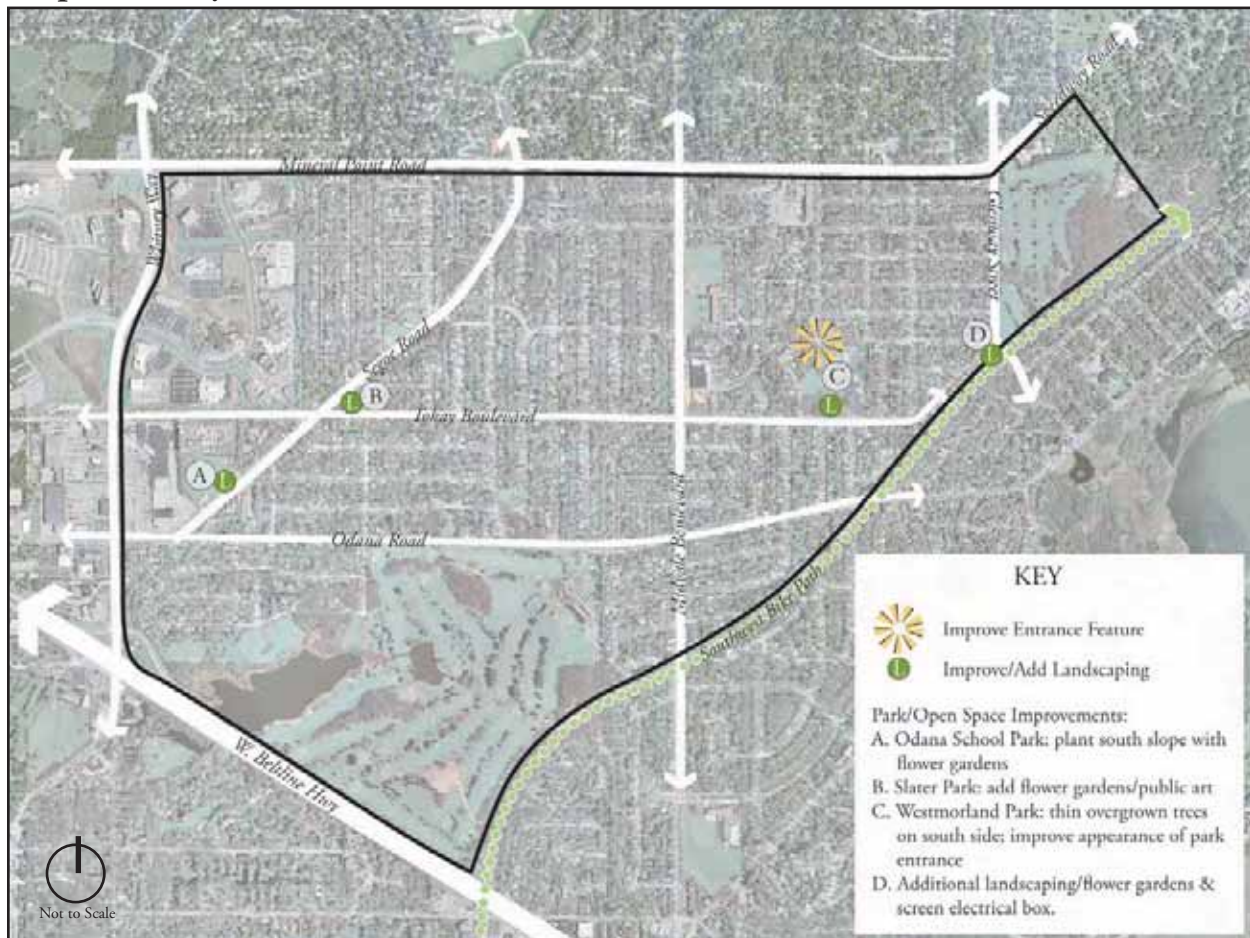 Mineral Point Road
Whitney Way
Segoe Road
Tokay Boulevard
Odana Road
Southwest Bike Path
W. Beltline Hwy
A
B
C
D
L
L
L
L
Not to Scale
KEY
Improve Entrance Feature
L
Improve/Add Landscaping
Park/Open Space Improvements:
A. Odana School Park: plant south slope with
flower gardens
B. Slater Park: add flower gardens/public art
C. Westmorland Park: thin overgrown trees
on south side; improve appearance of park
entrance
D. Additional landscaping/flower gardens &
screen electrical box.